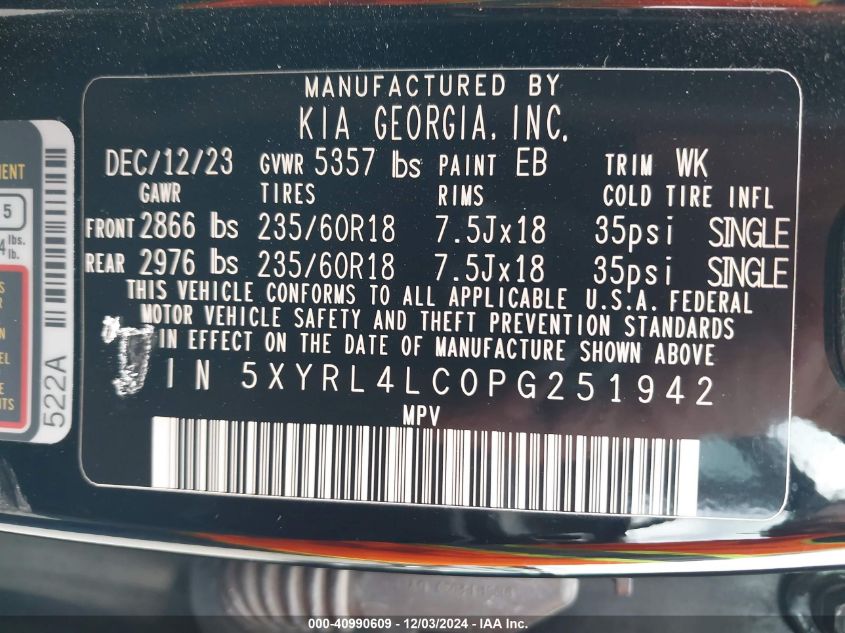 MANUFACTURED BY
KIA GEORGIA, INC.
DEC/12/23 GVWR 5357 lbs PAINT EB TRIM WK
GAWR TIRES RIMS COLD TIRE INFL
FRONT 2866 lbs 235/60R18 7.5Jx18 35psi SINGLE
REAR 2976 lbs 235/60R18 7.5Jx18 35psi SINGLE
THIS VEHICLE CONFORMS TO ALL APPLICABLE U.S.A. FEDERAL
MOTOR VEHICLE SAFETY AND THEFT PREVENTION STANDARDS
IN EFFECT ON THE DATE OF MANUFACTURE SHOWN ABOVE
IN 5XYRL4LC0PG251942
MPV
5
lbs.
lb.
522A
000-40990609 - 12/03/2024 - IAA Inc.